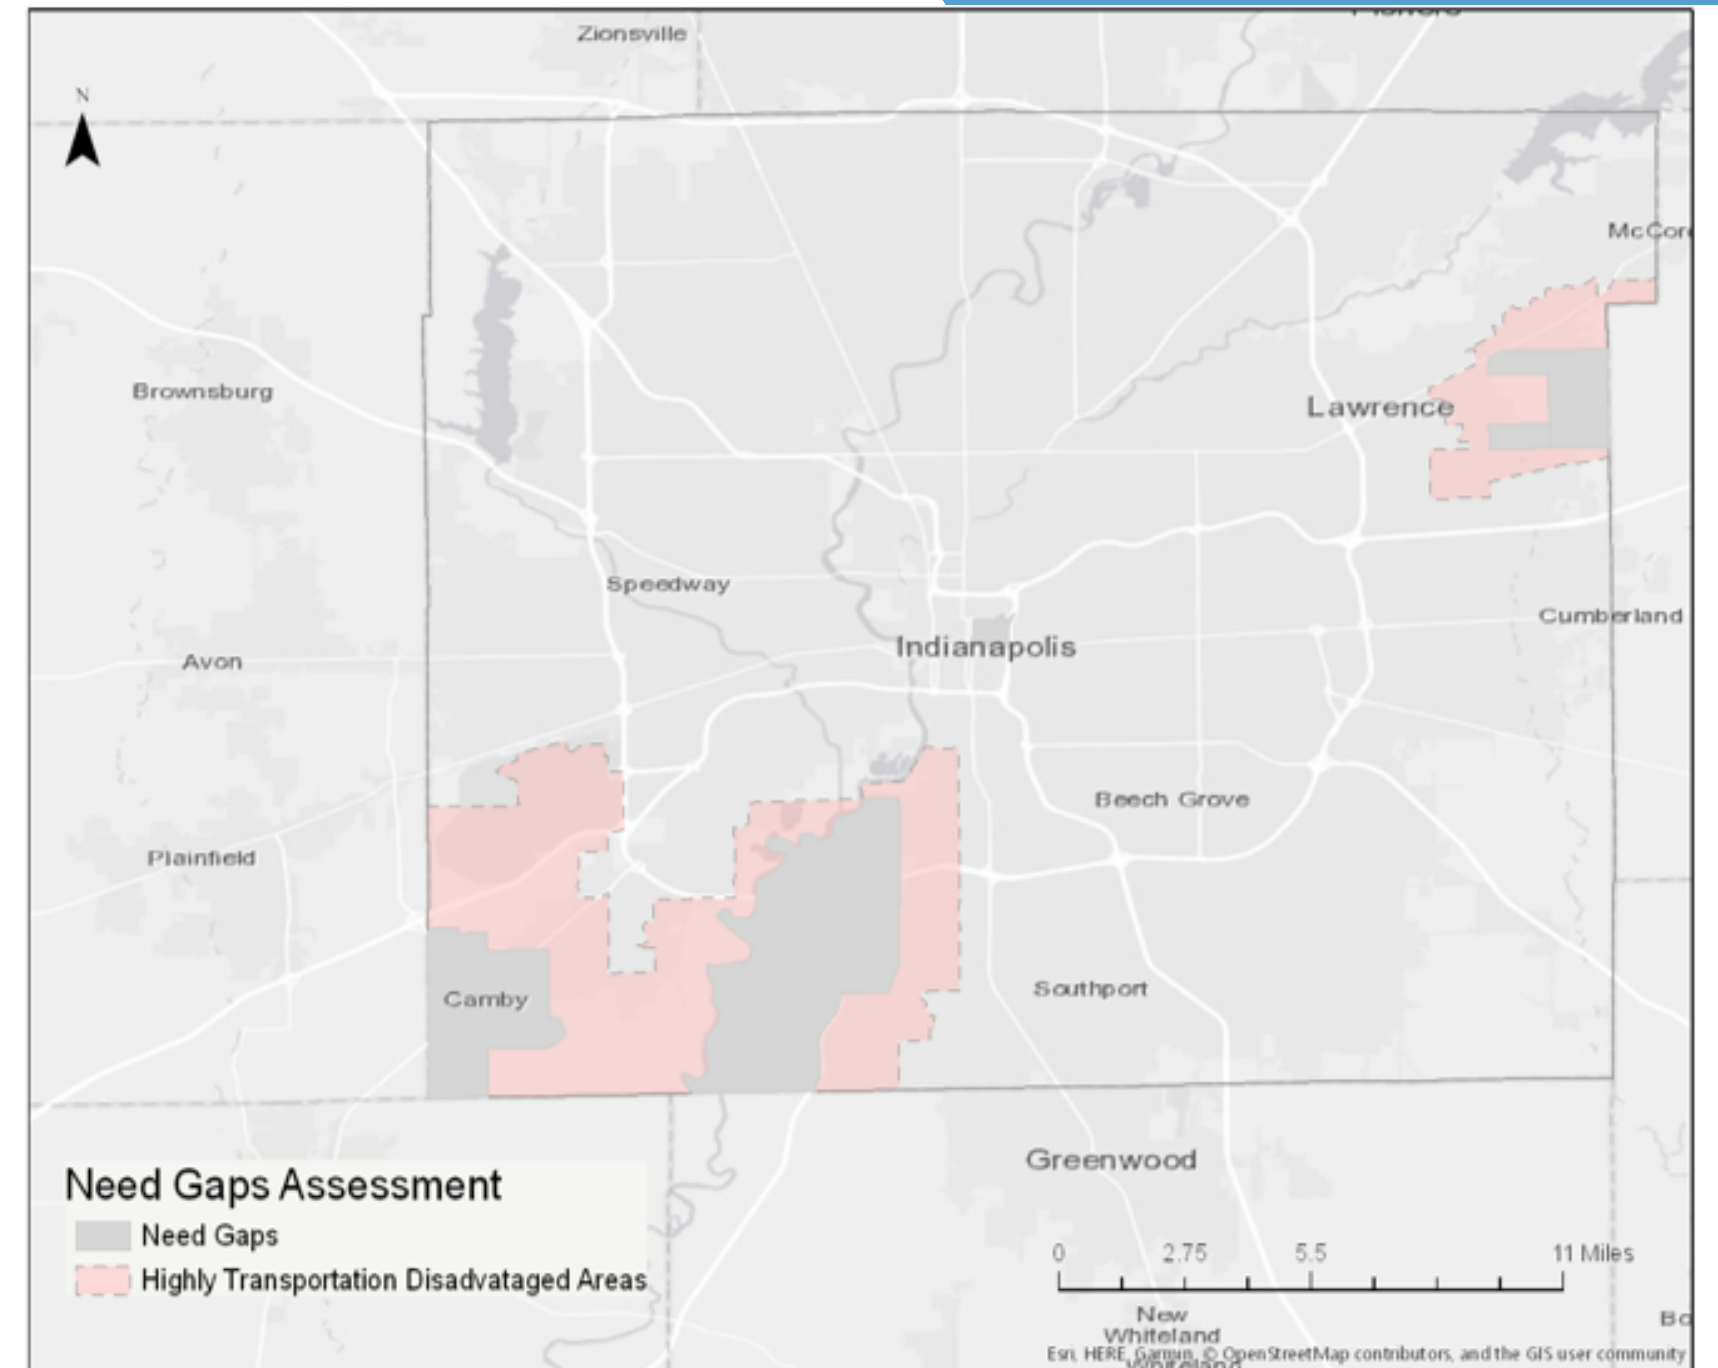 Zionsville
N
McCor
Brownsburg
Lawrence
Speedway
Cumberland
Indianapolis
Avon
Beech Grove
Plainfield
Southport
Camby
Greenwood
Need Gaps Assessment
Need Gaps
Highly Transportation Disadvataged Areas
0 2.75 5.5 11 Miles
New
Whiteland
Bo
Esri, HERE, Garmin, © OpenStreetMap contributors, and the GIS user community